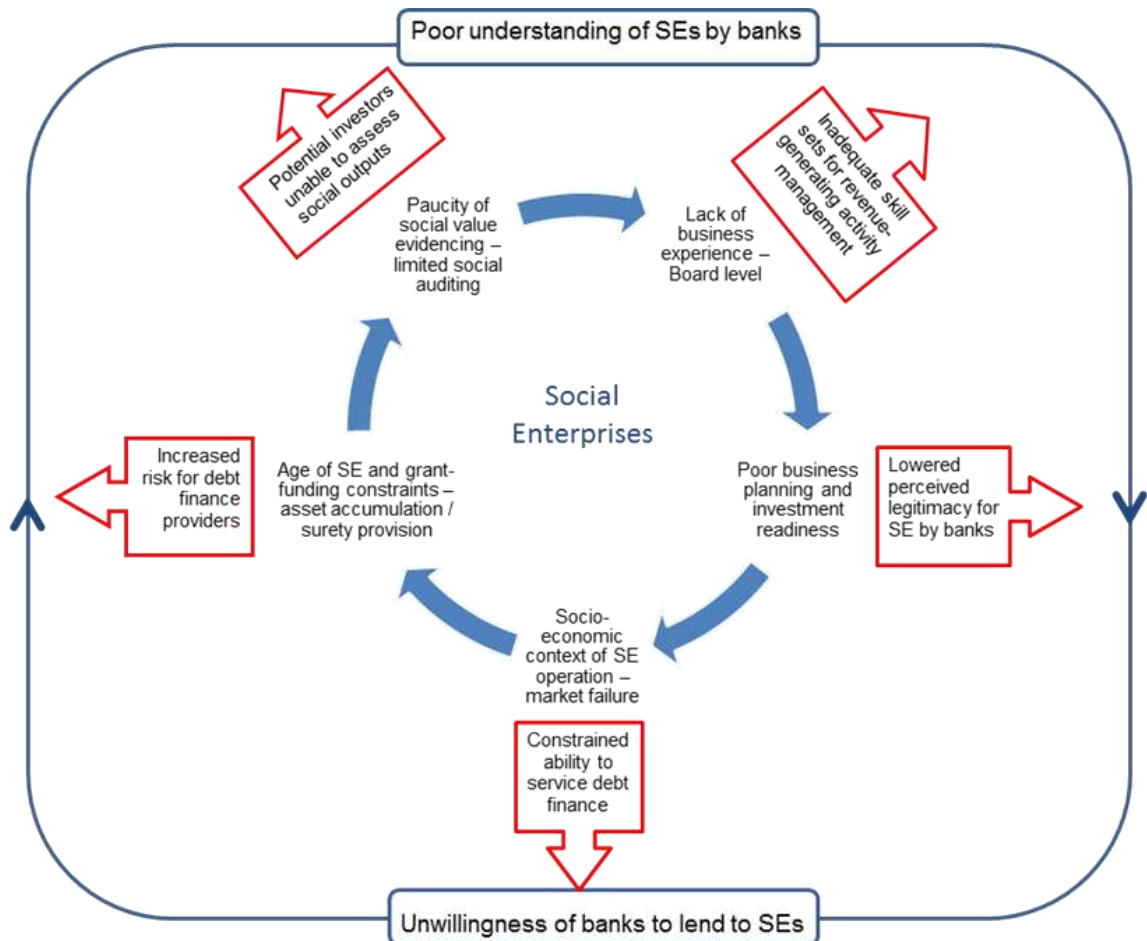 Poor understanding of SEs by banks
Potential investors
unable to assess
social outputs
Inadequate skill
sets for revenue-
generating activity
management
Paucity of
social value
evidencing –
limited social
auditing
Lack of
business
experience –
Board level
Social
Enterprises
Increased
risk for debt
finance
providers
Age of SE and grant-
funding constraints –
asset accumulation /
surety provision
Poor business
planning and
investment
readiness
Lowered
perceived
legitimacy for
SE by banks
Socio-
economic
context of SE
operation –
market failure
Constrained
ability to
service debt
finance
Unwillingness of banks to lend to SEs